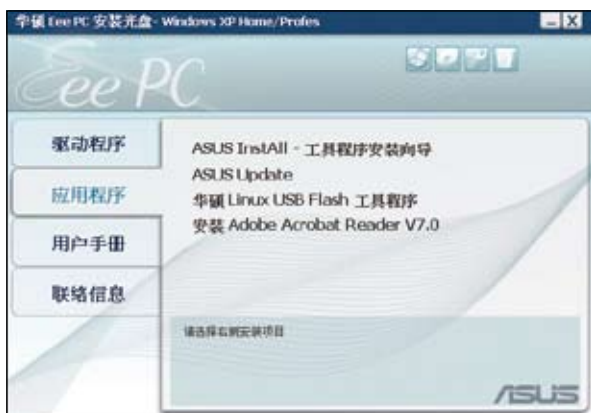 华硕 Eee PC 安装光盘- Windows XP Home/Profes
Eee PC
驱动程序
应用程序
用户手册
联络信息
ASUS InstAll - 工具程序安装向导
ASUS Update
华硕 Linux USB Flash 工具程序
安装 Adobe Acrobat Reader V7.0
请选择右侧安装项目
ASUS